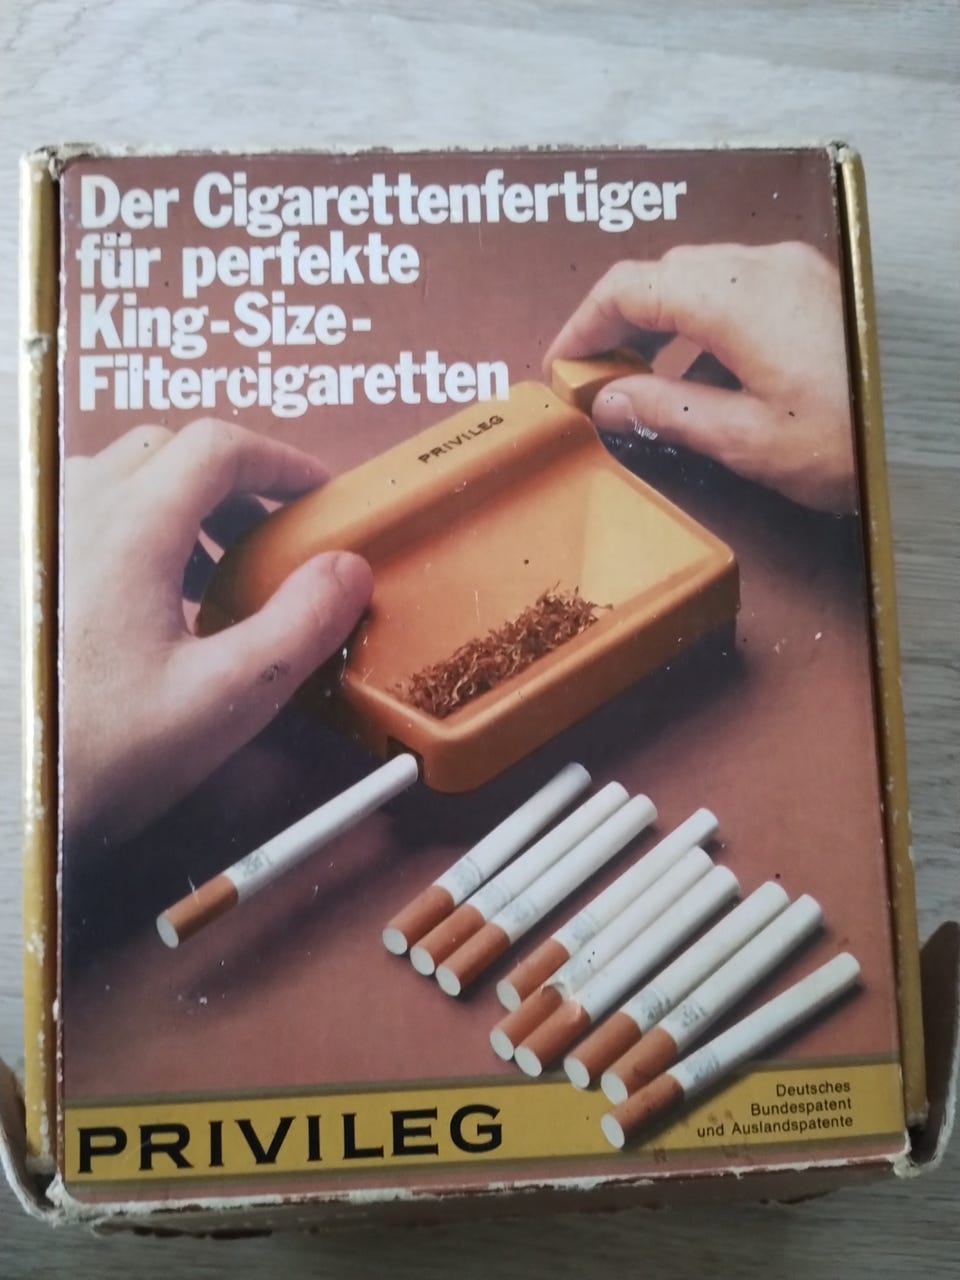 Der Cigarettenfertiger
für perfekte
King-Size-
Filtercigaretten
PRIVILEG
PRIVILEG
Deutsches
Bundespatent
und Auslandspatente